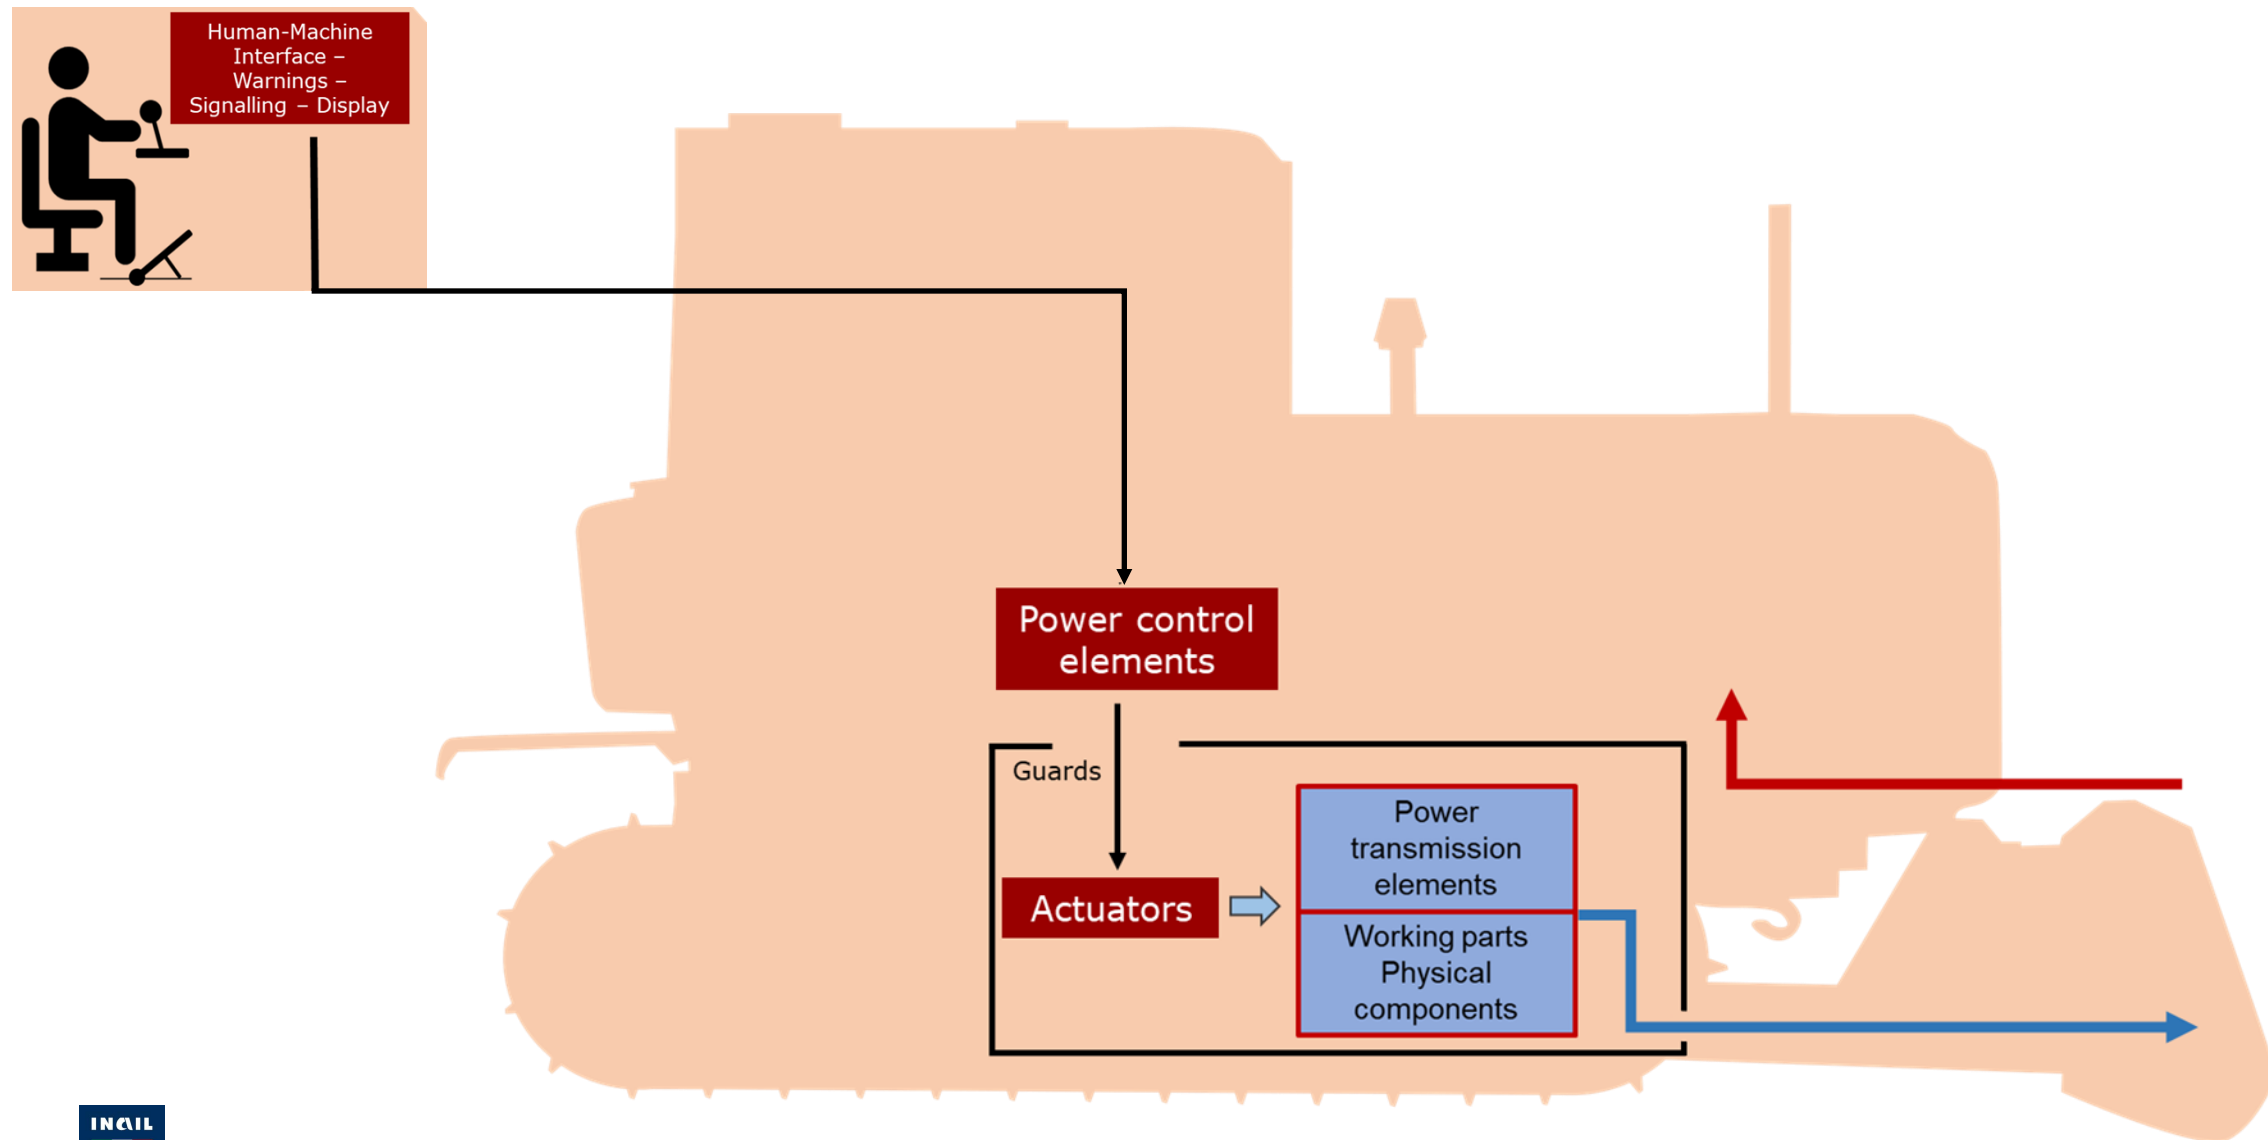 Human-Machine
Interface –
Warnings –
Signalling – Display
Power control
elements
Guards
Actuators
Power
transmission
elements
Working parts
Physical
components
INAIL